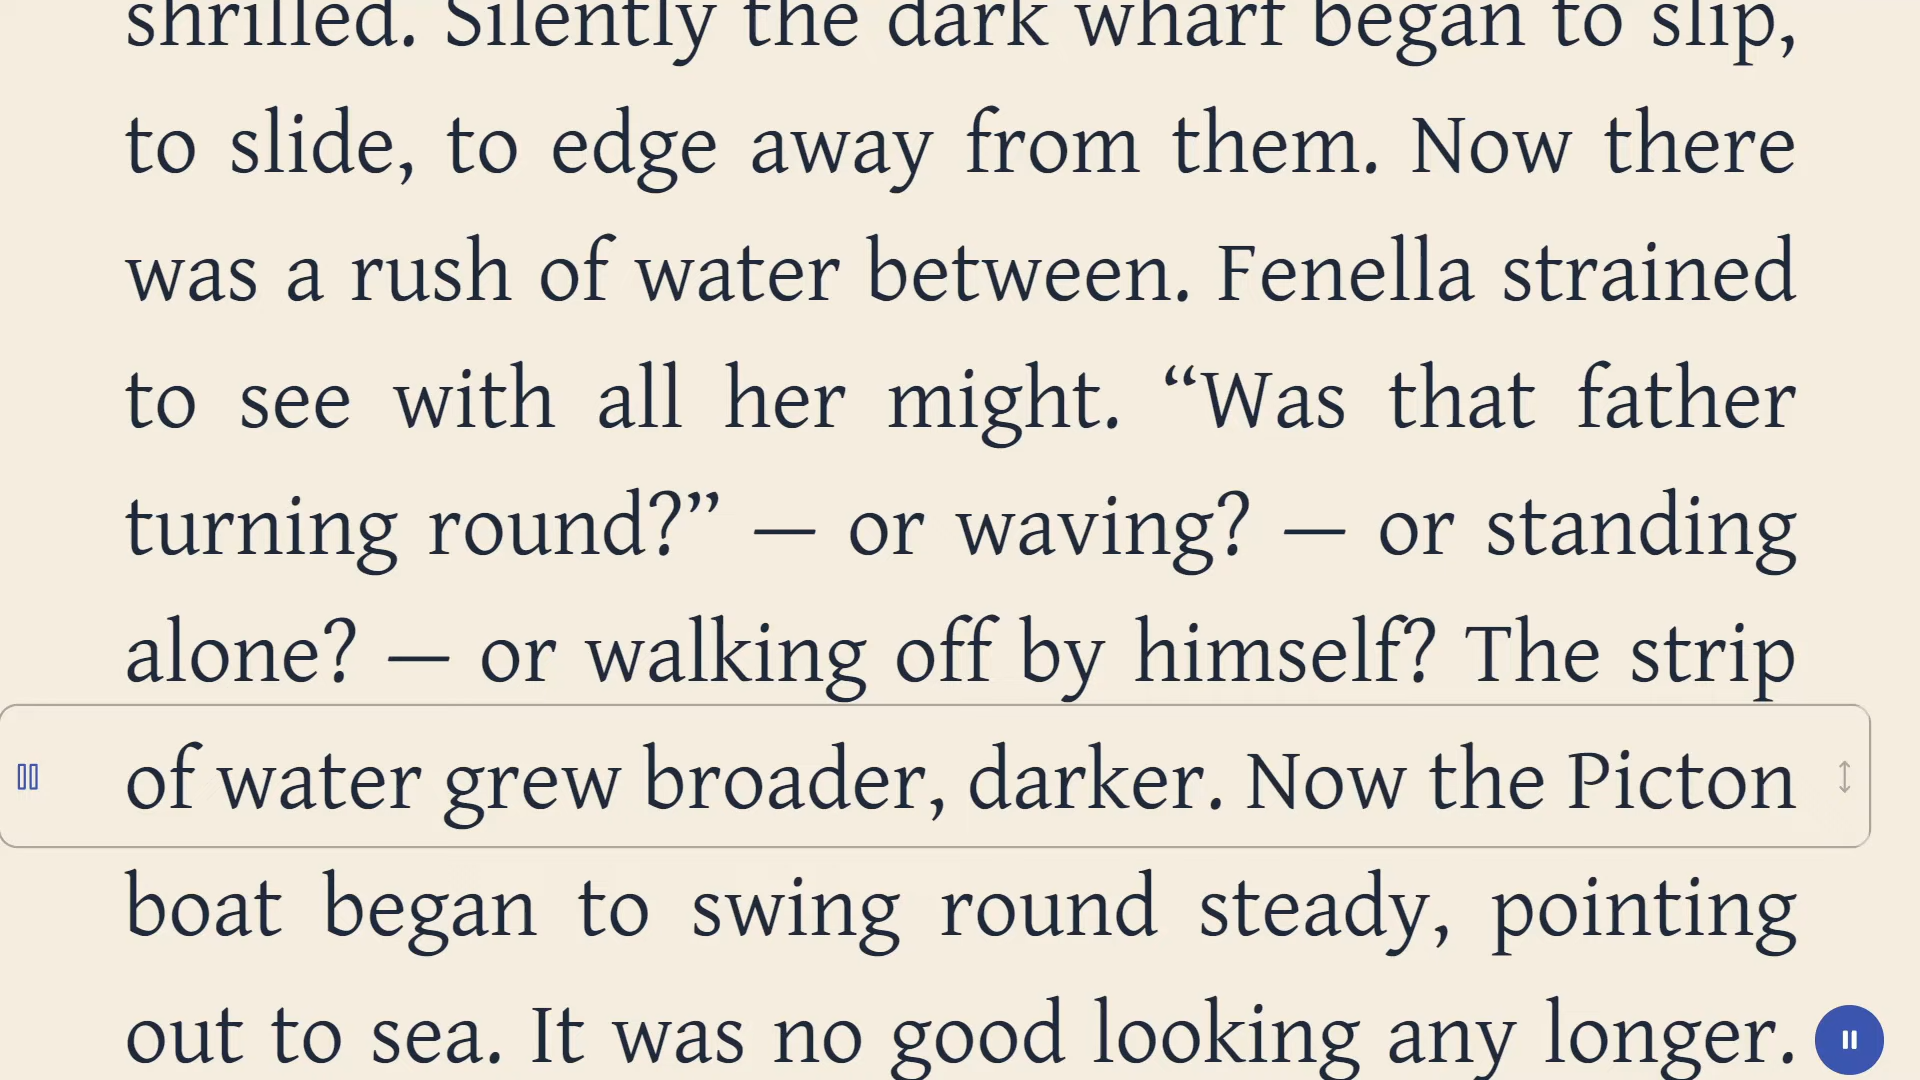 shrilled. Silently the dark wharf began to slip,
to slide, to edge away from them. Now there
was a rush of water between. Fenella strained
to see with all her might. “Was that father
turning round?” — or waving? — or standing
alone? — or walking off by himself? The strip
of water grew broader, darker. Now the Picton
boat began to swing round steady, pointing
out to sea. It was no good looking any longer.